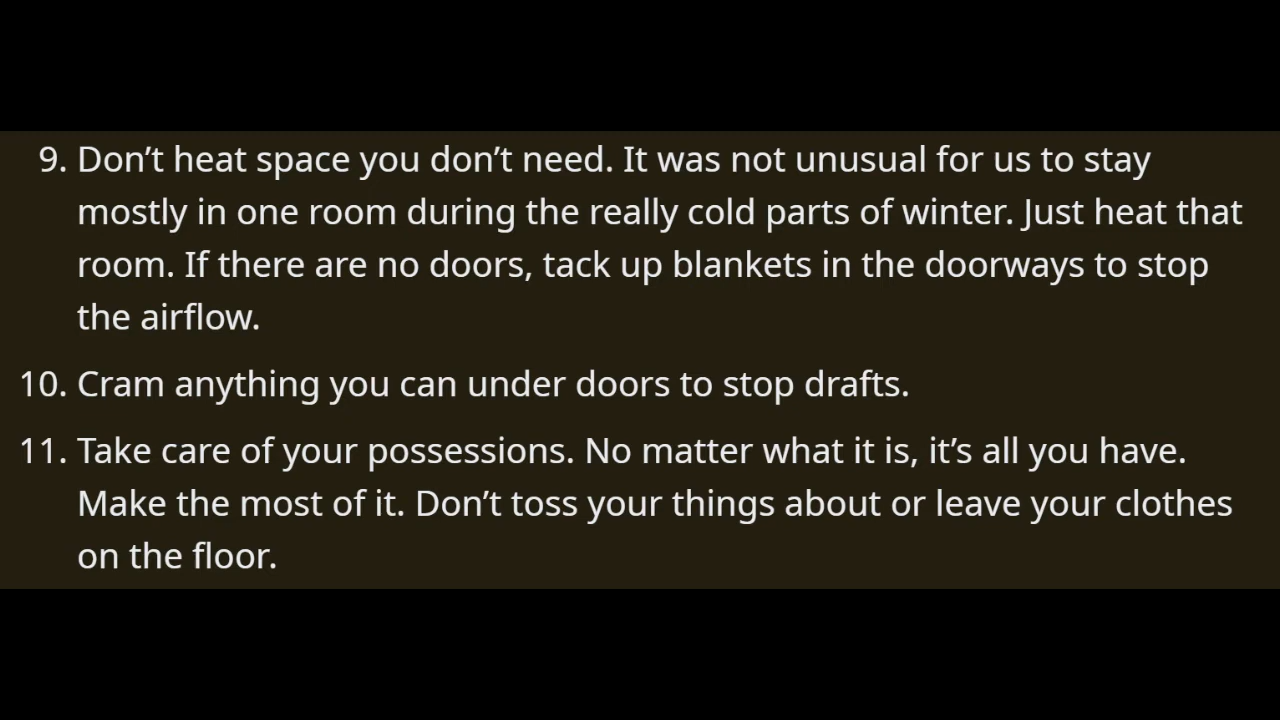 9. Don’t heat space you don’t need. It was not unusual for us to stay
mostly in one room during the really cold parts of winter. Just heat that
room. If there are no doors, tack up blankets in the doorways to stop
the airflow.
10. Cram anything you can under doors to stop drafts.
11. Take care of your possessions. No matter what it is, it’s all you have.
Make the most of it. Don’t toss your things about or leave your clothes
on the floor.